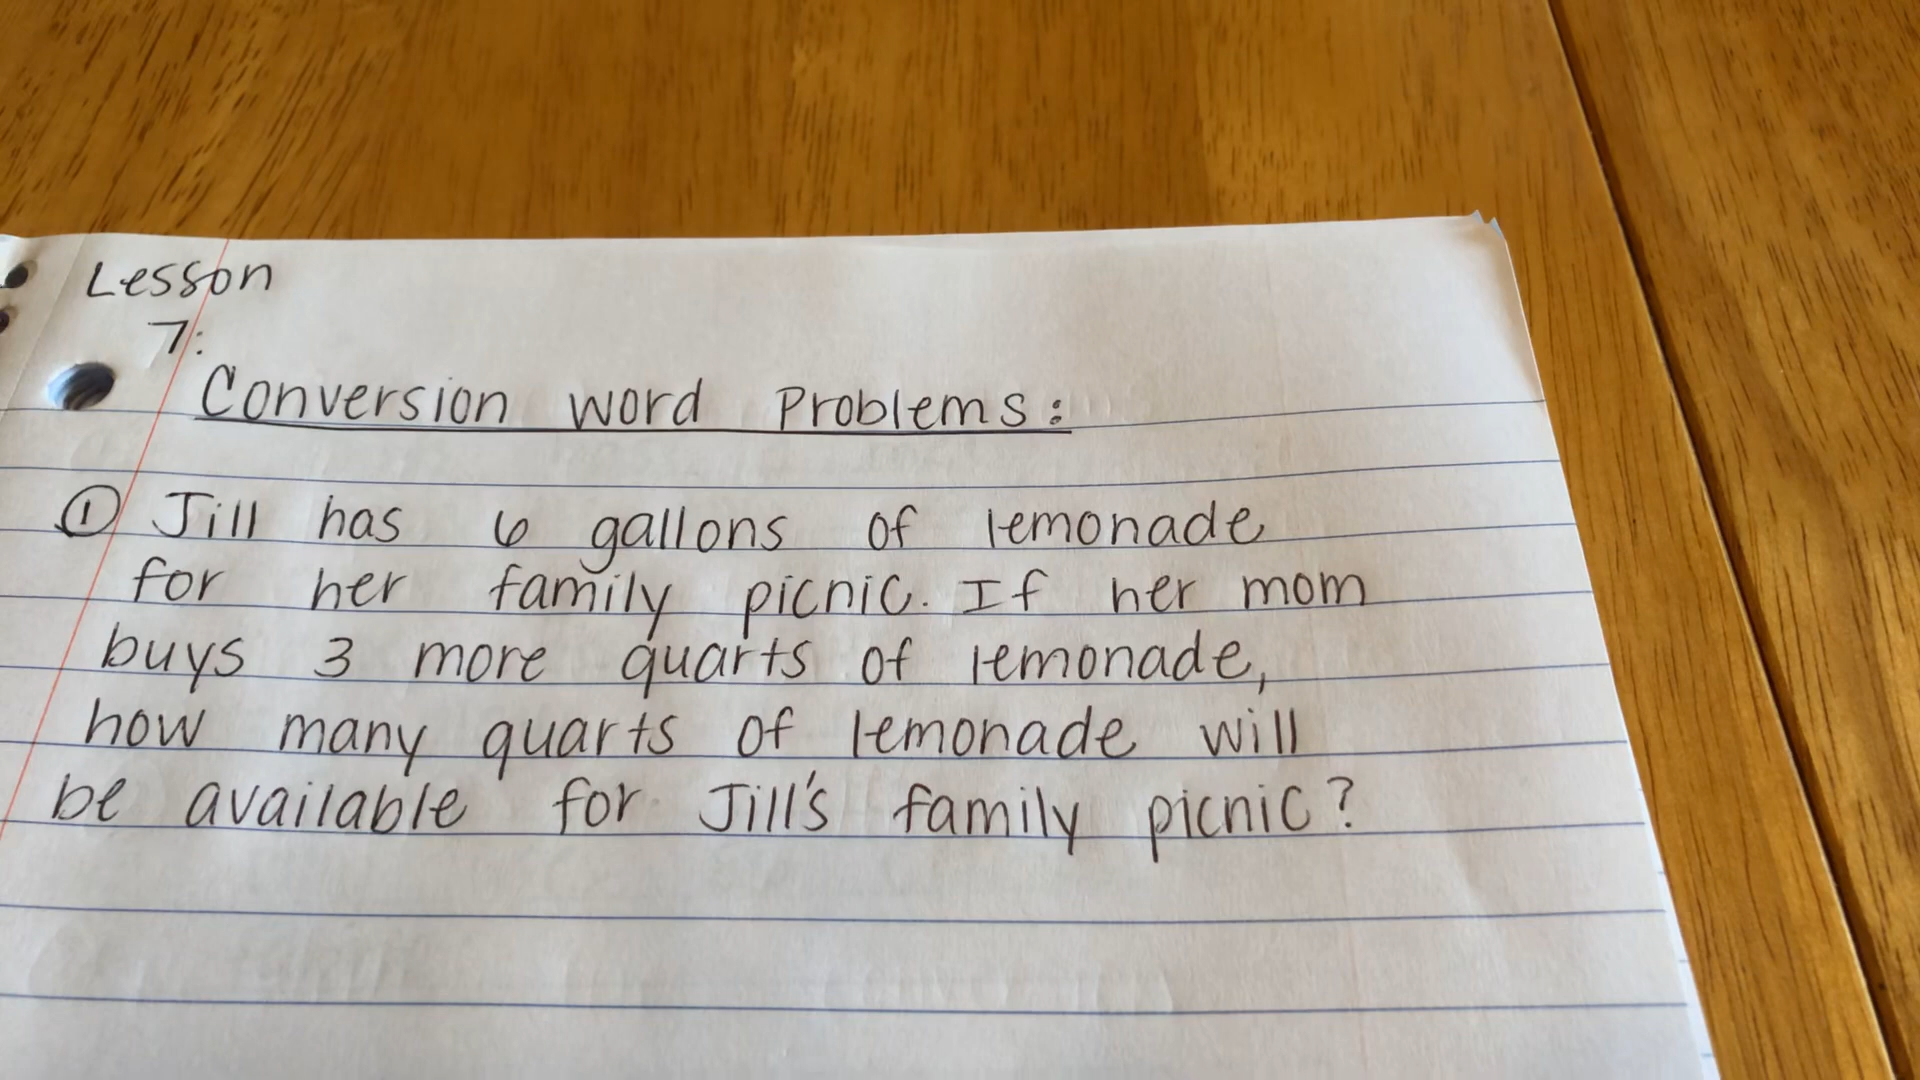 Lesson
7:
Conversion word problems:
① Jill has 6 gallons of lemonade
for her family picnic. If her mom
buys 3 more quarts of lemonade,
how many quarts of lemonade will
be available for Jill's family picnic?